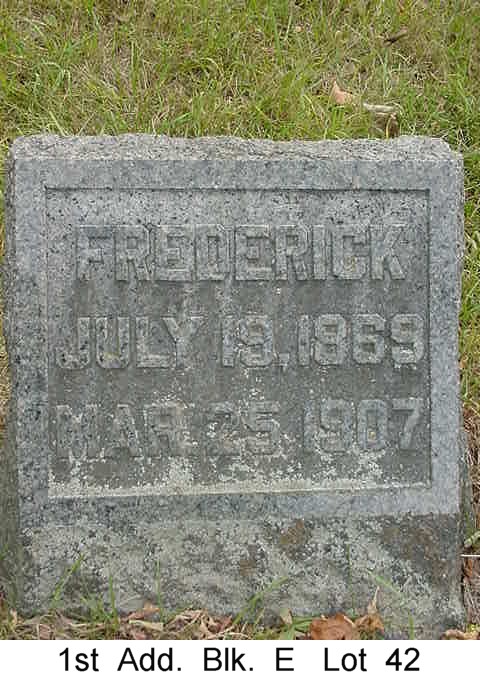 FREDERICK
JULY 19, 1869
MAR. 25 1907
1st Add. Blk. E Lot 42